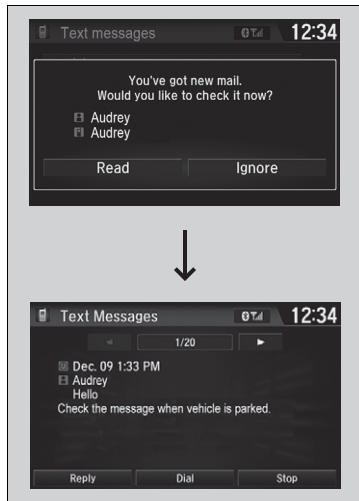 Text messages 12:34
You've got new mail.
Would you like to check it now?
Audrey
Audrey
Read Ignore
Text Messages 12:34
1/20
Dec. 09 1:33 PM
Audrey
Hello
Check the message when vehicle is parked.
Reply Dial Stop